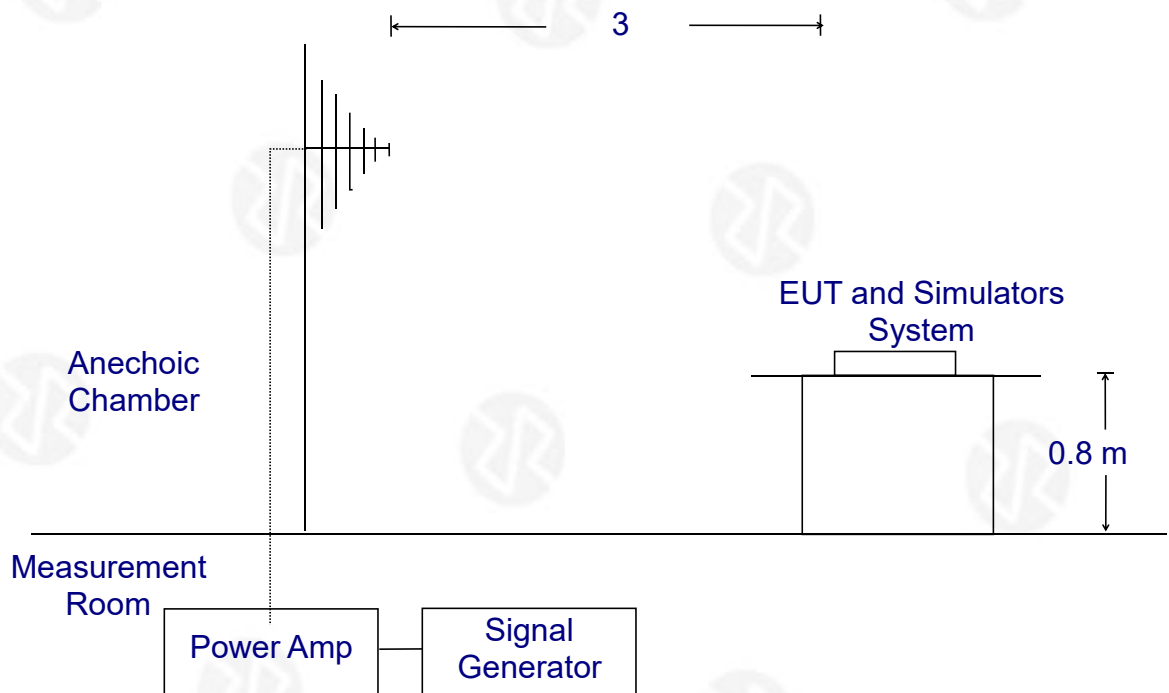 3
EUT and Simulators
System
Anechoic
Chamber
0.8 m
Measurement
Room
Power Amp
Signal
Generator